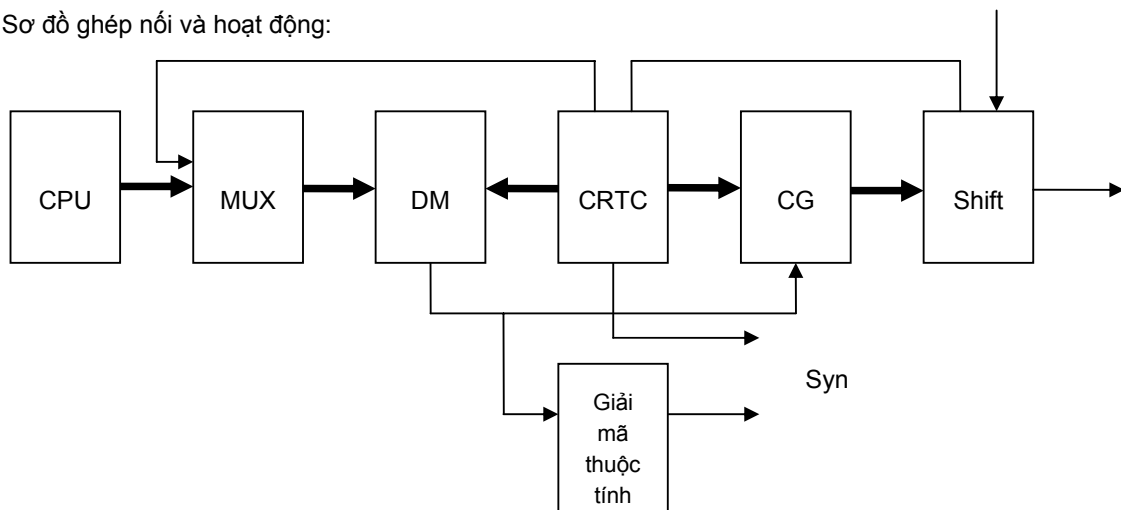 Sơ đồ ghép nối và hoạt động:
CPU
MUX
DM
CRTC
CG
Shift
Syn
Giải
mã
thuộc
tính